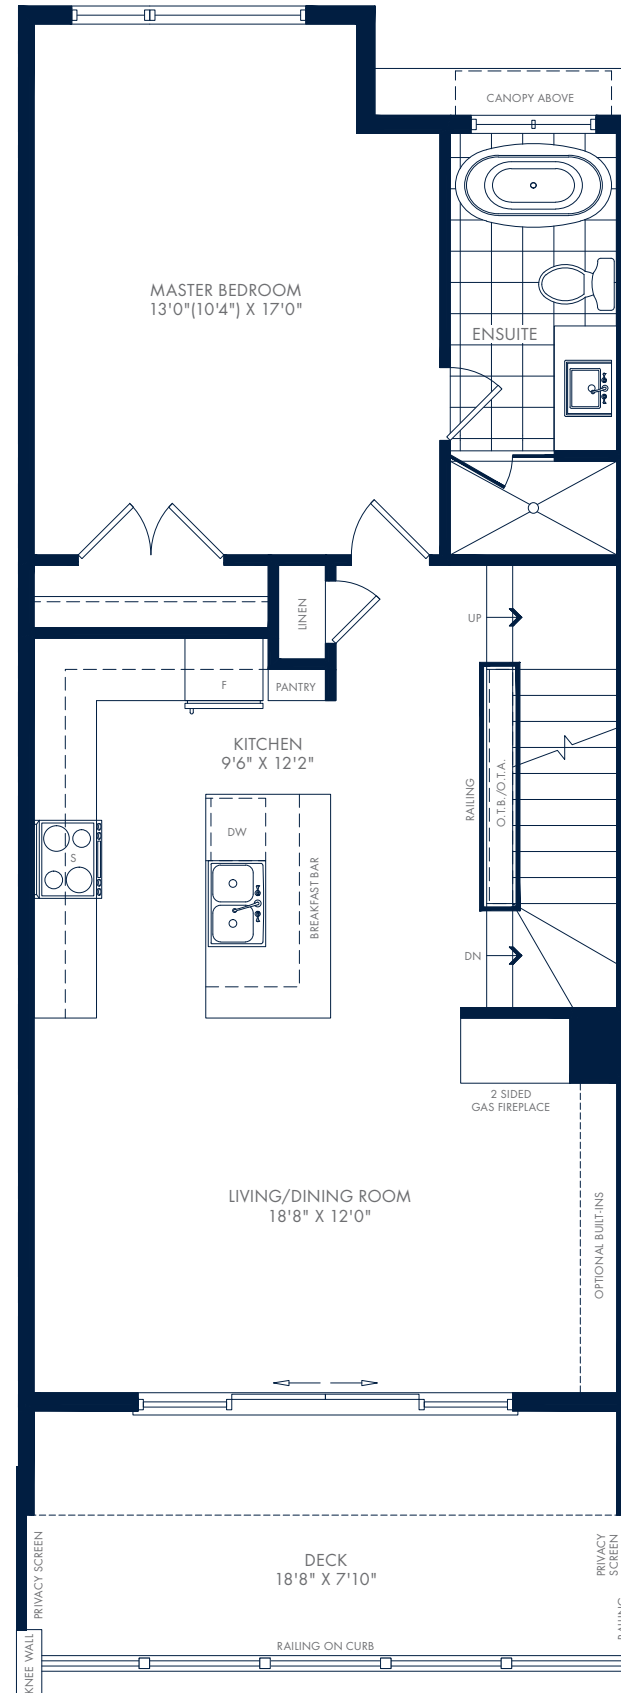 CANOPY ABOVE
MASTER BEDROOM
13'0"(10'4") X 17'0"
ENSUITE
LINEN
UP
F
PANTRY
KITCHEN
9'6" X 12'2"
RAILING
O.T.B./O.T.A.
DW
S
BREAKFAST BAR
DN
2 SIDED
GAS FIREPLACE
LIVING/DINING ROOM
18'8" X 12'0"
OPTIONAL BUILT-INS
PRIVACY SCREEN
DECK
18'8" X 7'10"
PRIVACY
SCREEN
RAILING ON CURB
KNEE WALL